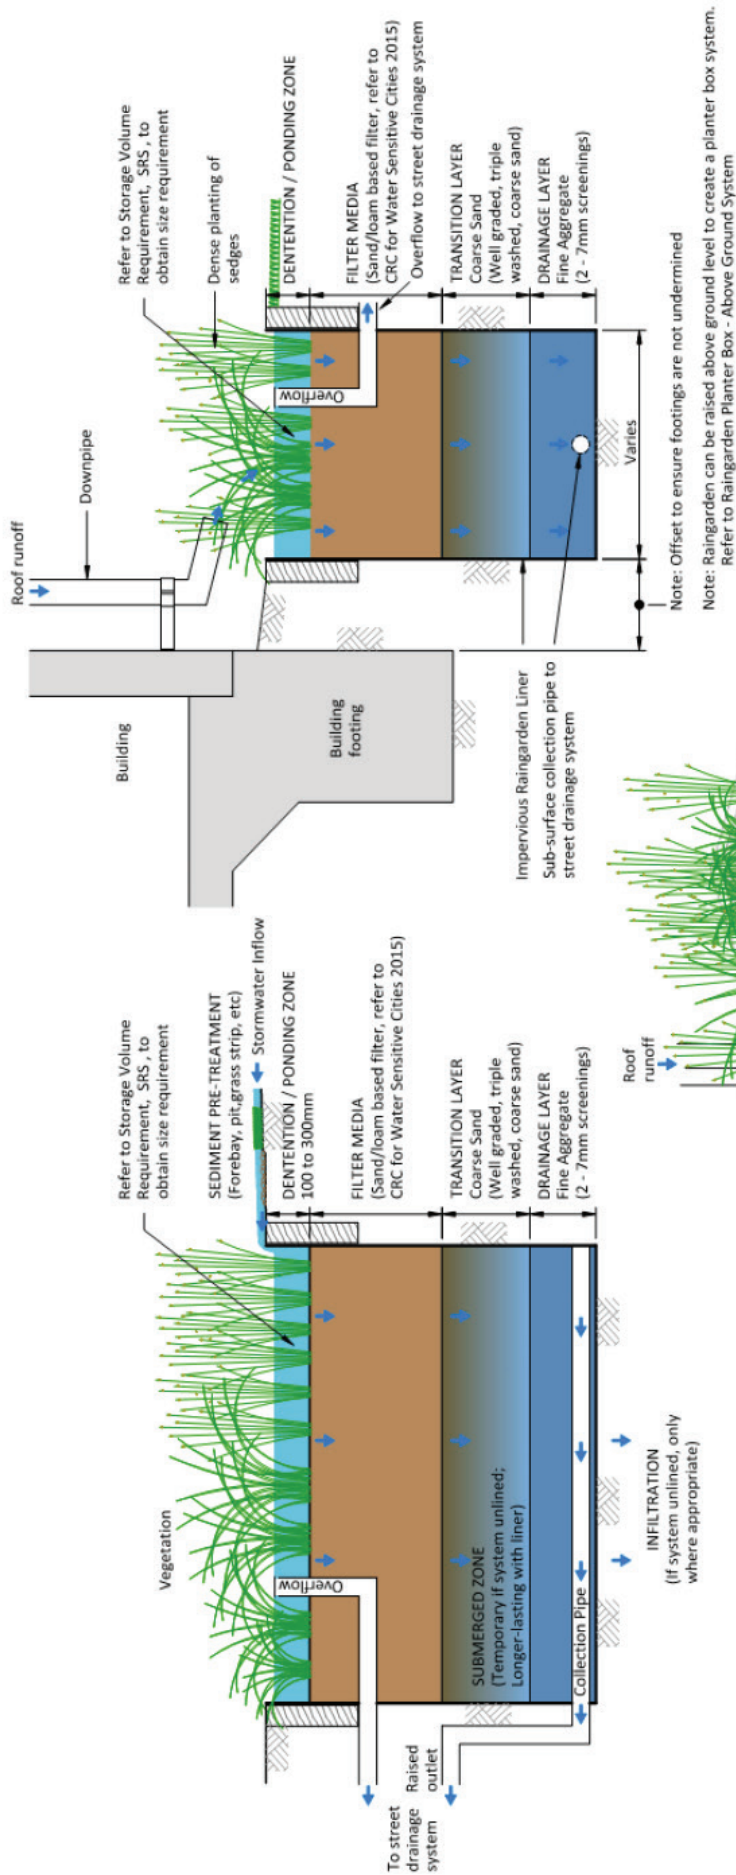 Refer to Storage Volume
Requirement, SRS , to
obtain size requirement
SEDIMENT PRE-TREATMENT
(Forebay, pit,grass strip, etc)
Stormwater Inflow
DENTENTION / PONDING ZONE
100 to 300mm
FILTER MEDIA
(Sand/loam based filter, refer to
CRC for Water Sensitive Cities 2015)
TRANSITION LAYER
Coarse Sand
(Well graded, triple
washed, coarse sand)
DRAINAGE LAYER
Fine Aggregate
(2 - 7mm screenings)
Vegetation
Overflow
SUBMERGED ZONE
(Temporary if system unlined;
Longer-lasting with liner)
Collection Pipe
To street
drainage
system
Raised
outlet
INFILTRATION
(If system unlined, only
where appropriate)
Roof runoff
Downpipe
Refer to Storage Volume
Requirement, SRS , to
obtain size requirement
Dense planting of
sedges
DENTENTION / PONDING ZONE
FILTER MEDIA
(Sand/loam based filter, refer to
CRC for Water Sensitive Cities 2015)
Overflow to street drainage system
TRANSITION LAYER
Coarse Sand
(Well graded, triple
washed, coarse sand)
DRAINAGE LAYER
Fine Aggregate
(2 - 7mm screenings)
Building
Building
footing
Overflow
Impervious Raingarden Liner
Sub-surface collection pipe to
street drainage system
Varies
Note: Offset to ensure footings are not undermined
Note: Raingarden can be raised above ground level to create a planter box system.
Refer to Raingarden Planter Box - Above Ground System
Roof
runoff